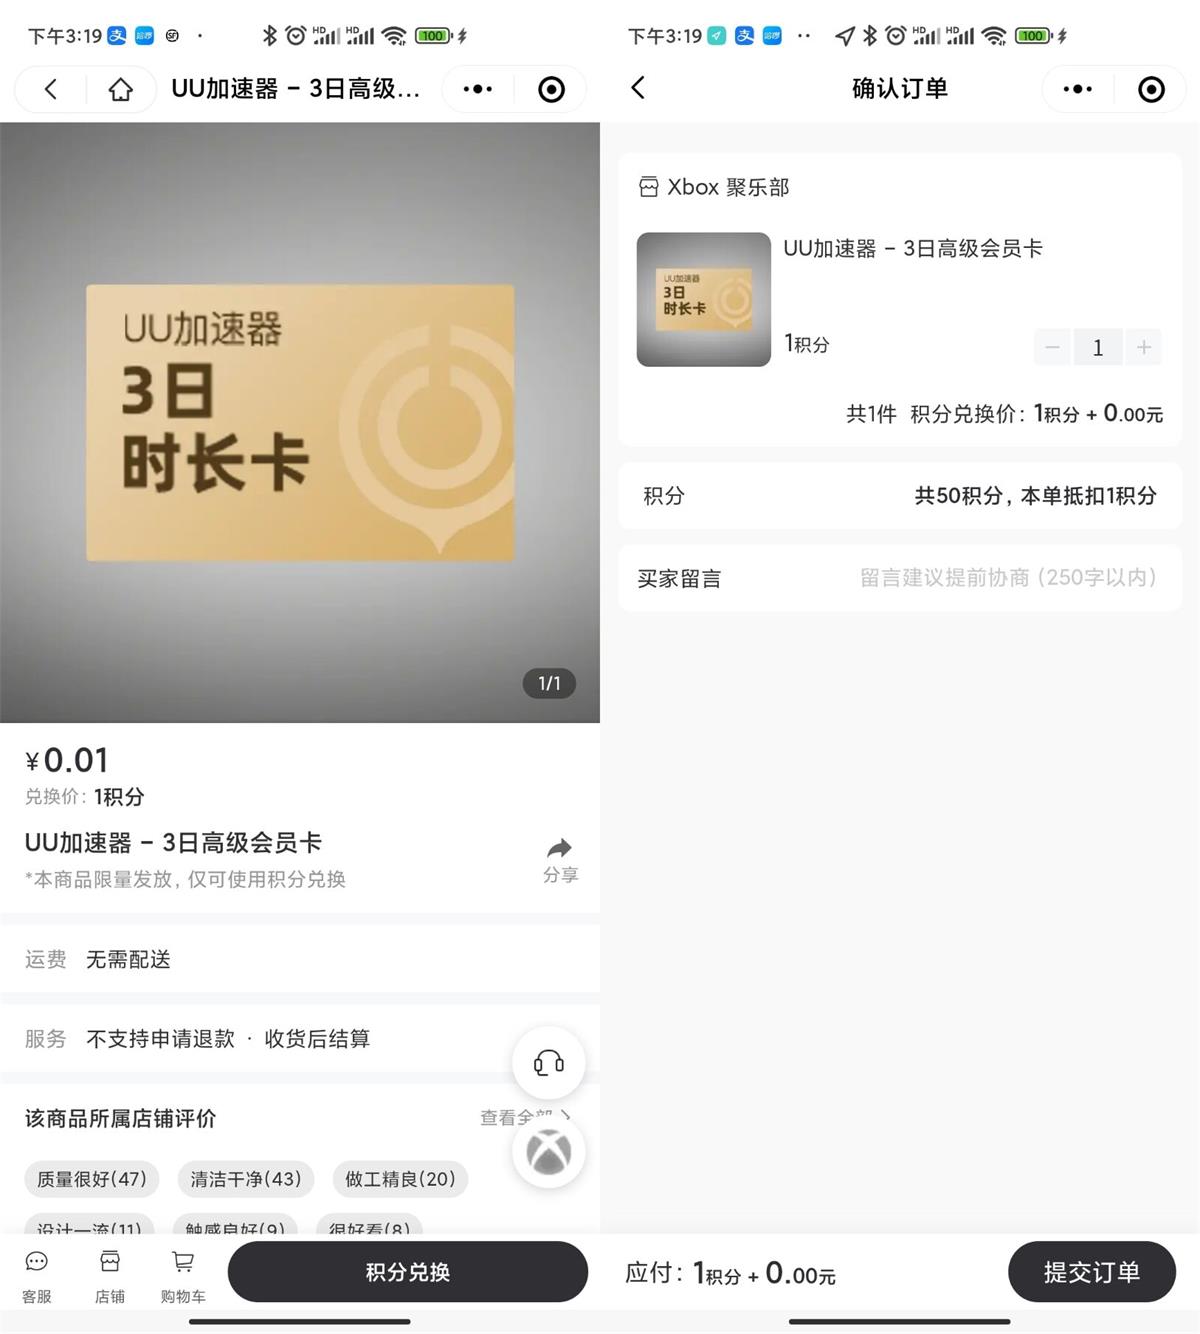 下午3:19
UU加速器 – 3日高级...
UU加速器
3日
时长卡
1/1
¥0.01
兑换价：1积分
UU加速器 – 3日高级会员卡
*本商品限量发放，仅可使用积分兑换
分享
运费 无需配送
服务 不支持申请退款 · 收货后结算
该商品所属店铺评价
查看全部
质量很好(47) 清洁干净(43) 做工精良(20)
设计一流(11) 触感良好(9) 很好看(8)
客服 店铺 购物车
积分兑换
下午3:19
确认订单
Xbox 聚乐部
UU加速器
3日
时长卡
UU加速器 – 3日高级会员卡
1积分
1
共1件 积分兑换价：1积分 + 0.00元
积分 共50积分，本单抵扣1积分
买家留言 留言建议提前协商（250字以内）
应付：1积分 + 0.00元
提交订单